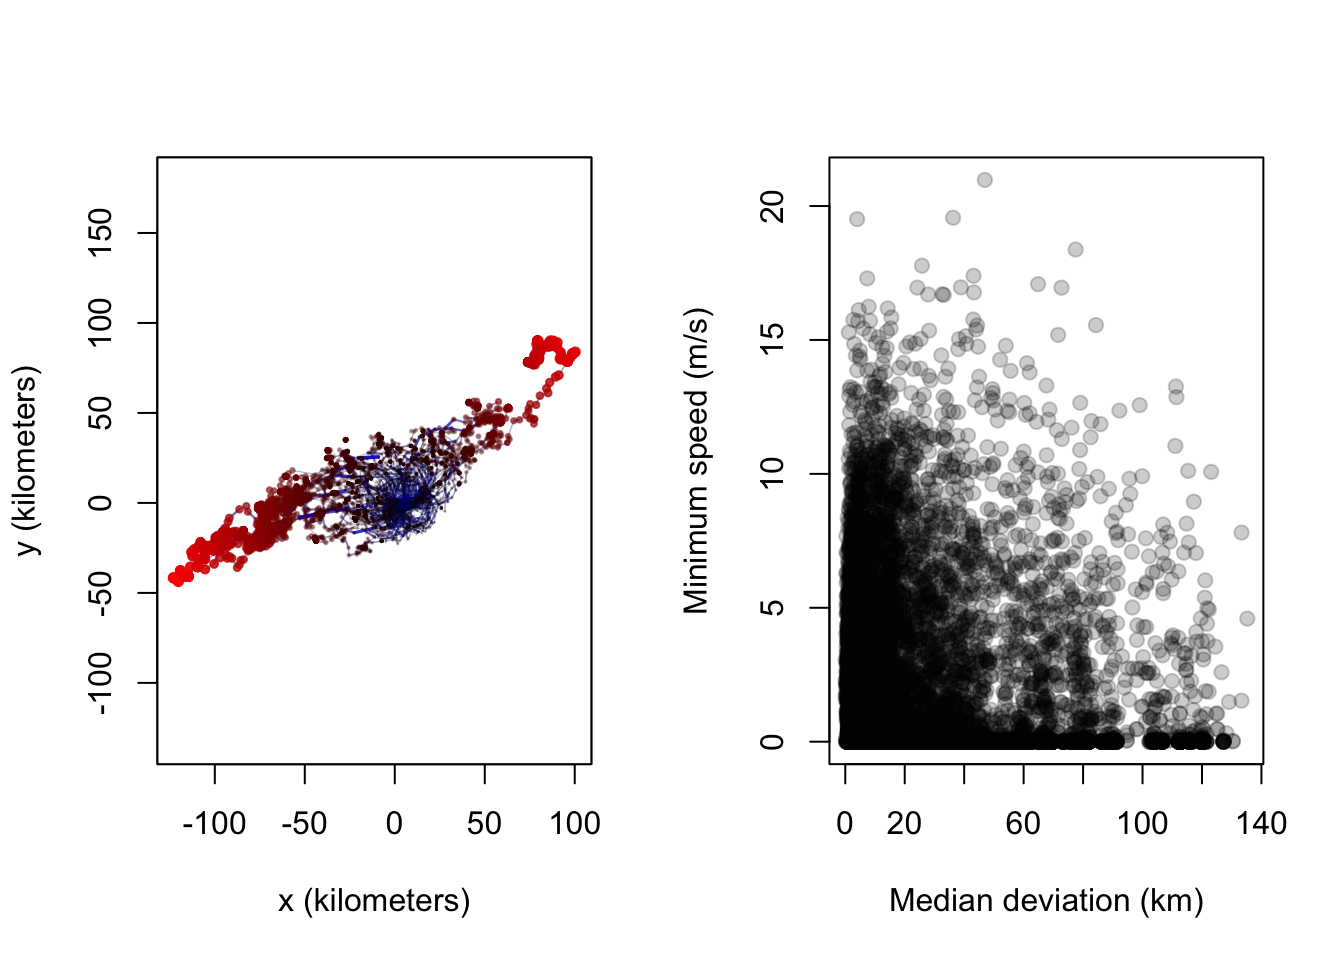 y (kilometers)
150
100
50
0
-50
-100
-100 -50 0 50 100
x (kilometers)
Minimum speed (m/s)
20
15
10
5
0
0 20 60 100 140
Median deviation (km)